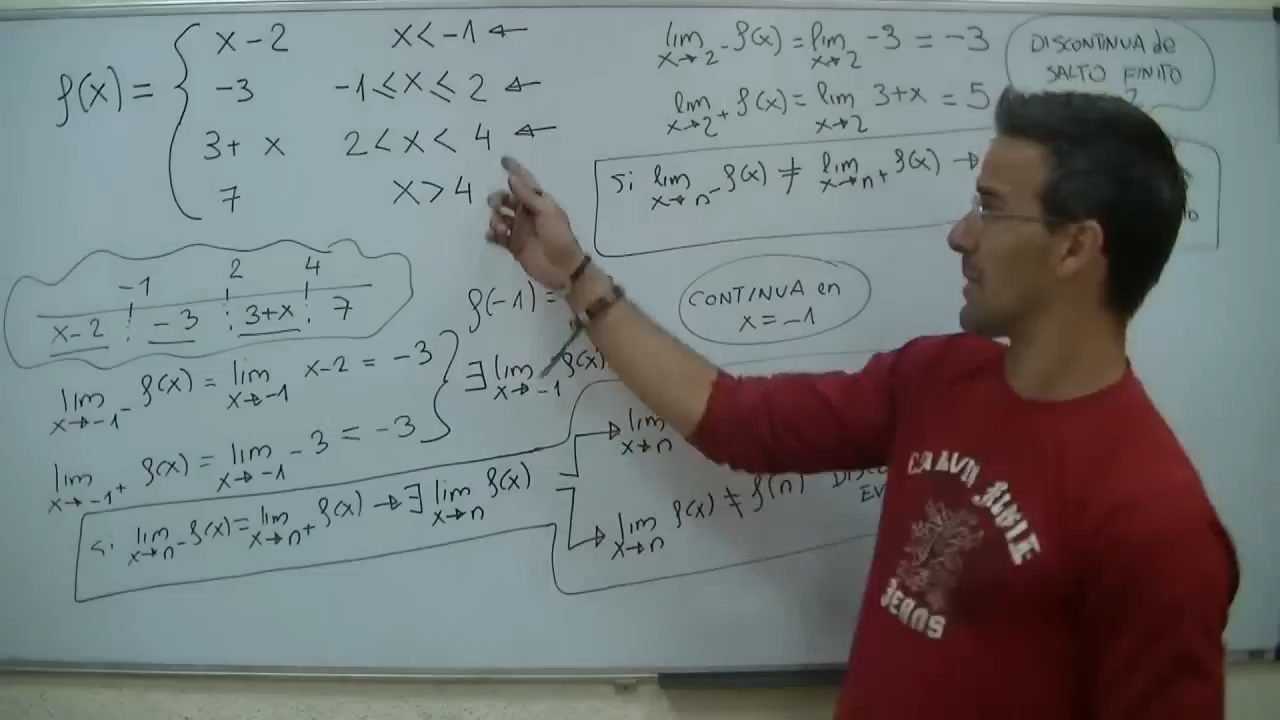 f(x) = { x-2 x<-1
-3 -1≤x≤2
3+x 2<x<4
7 x>4
-1 2 4
x-2 -3 3+x 7
lim x→-1⁻ f(x) = lim x→-1 x-2 = -3
lim x→-1⁺ f(x) = lim x→-1 -3 = -3
f(-1) =
∃ lim x→-1 f(x)
Si lim x→n⁻ f(x) = lim x→n⁺ f(x) → ∃ lim x→n f(x)
lim x→n
lim x→n f(x) ≠ f(n)
lim x→2⁻ f(x) = lim x→2 -3 = -3
lim x→2⁺ f(x) = lim x→2 3+x = 5
DISCONTINUA de
SALTO FINITO
Si lim x→n⁻ f(x) ≠ lim x→n⁺ f(x) →
CONTINUA en
x = -1